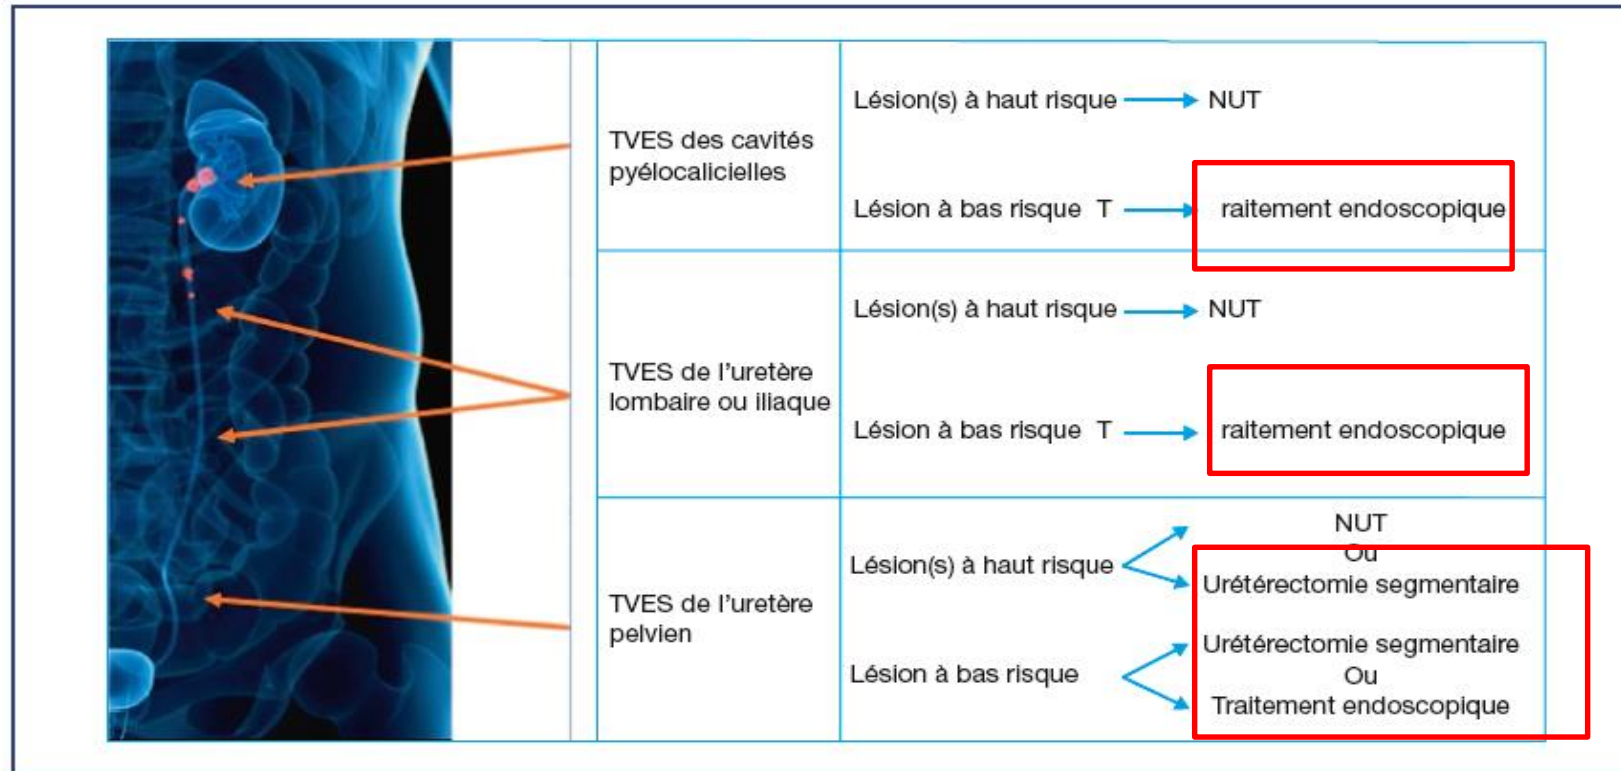 TVES des cavités
pyélocalicielles
Lésion(s) à haut risque
NUT
Lésion à bas risque T
raitement endoscopique
TVES de l'uretère
lombaire ou iliaque
Lésion(s) à haut risque
NUT
Lésion à bas risque T
raitement endoscopique
TVES de l'uretère
pelvien
Lésion(s) à haut risque
NUT
Ou
Urétérectomie segmentaire
Lésion à bas risque
Urétérectomie segmentaire
Ou
Traitement endoscopique